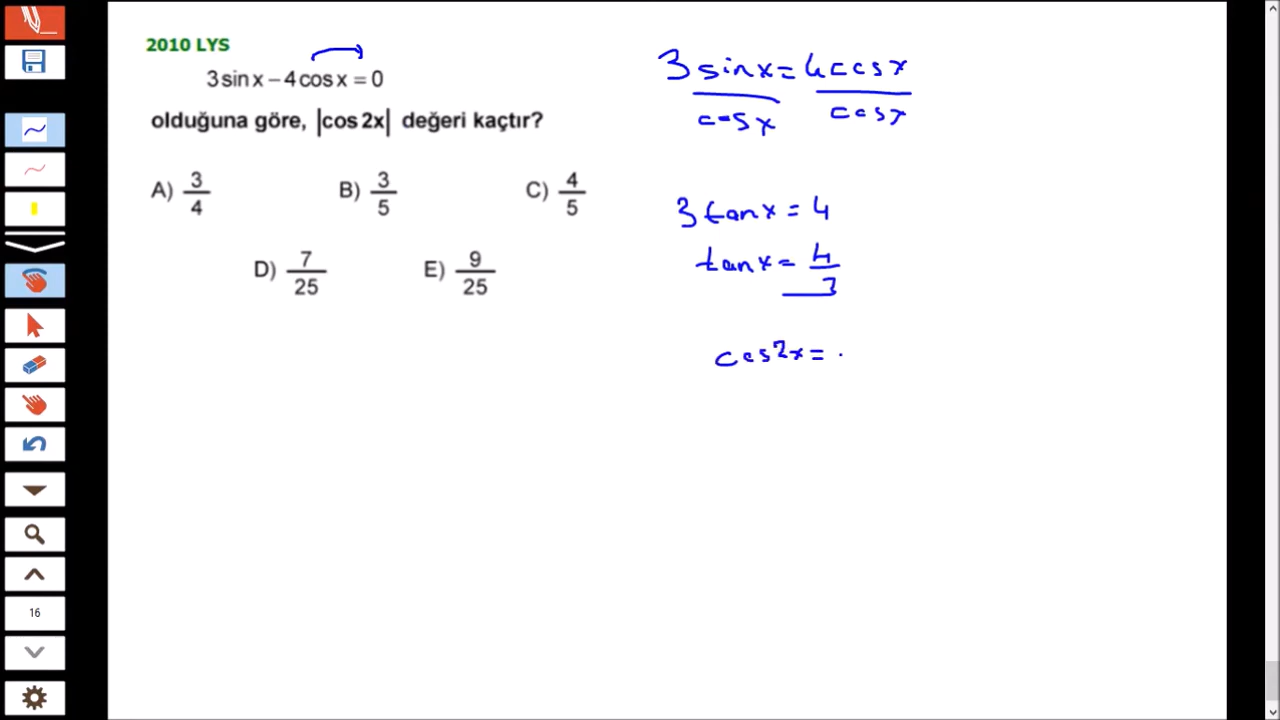 2010 LYS
3 sin x – 4 cos x = 0
olduğuna göre, |cos 2x| değeri kaçtır?
A) 3/4 B) 3/5 C) 4/5
D) 7/25 E) 9/25
3 sinx = 4 cosx
cosx cosx
3 tanx = 4
tanx = 4/3
cos2x =
16